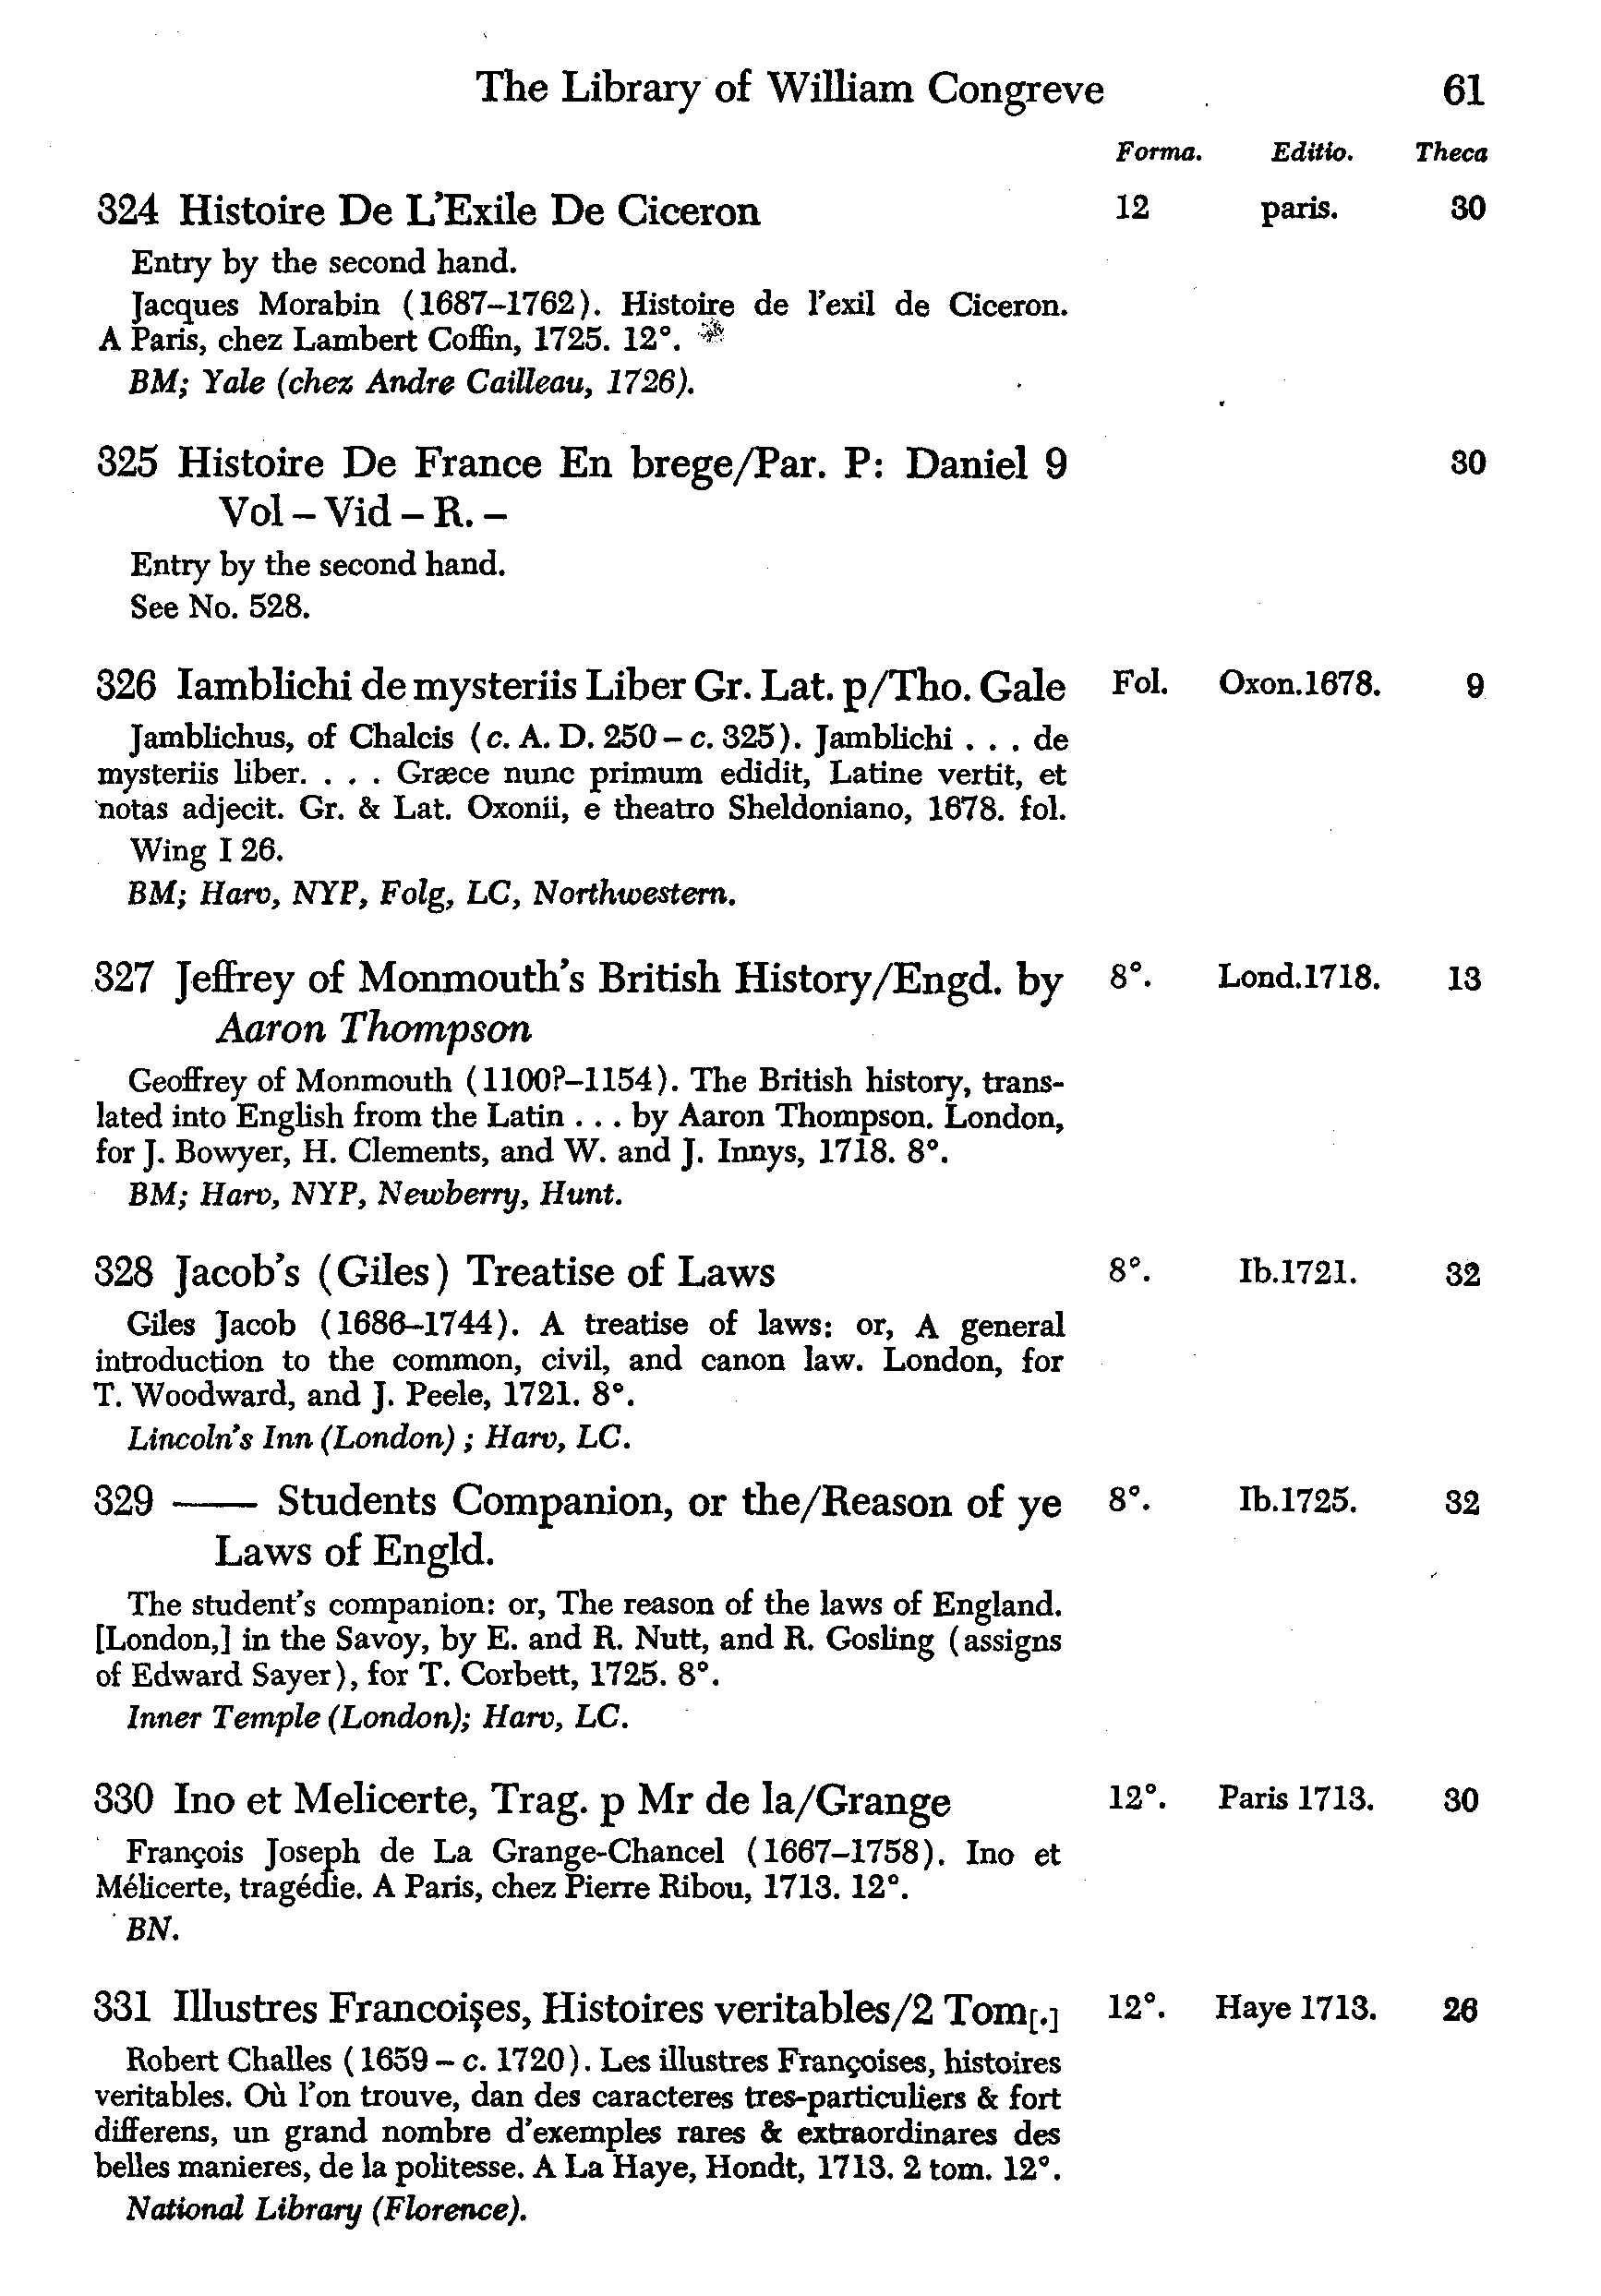 The Library of William Congreve 61
Forma. Editio. Theca
324 Histoire De L'Exile De Ciceron 12 paris. 30
Entry by the second hand.
Jacques Morabin (1687–1762). Histoire de l'exil de Ciceron.
A Paris, chez Lambert Coffin, 1725. 12°.
BM; Yale (chez Andre Cailleau, 1726).
325 Histoire De France En brege/Par. P: Daniel 9 30
Vol – Vid – R. –
Entry by the second hand.
See No. 528.
326 Iamblichi de mysteriis Liber Gr. Lat. p/Tho. Gale Fol. Oxon.1678. 9
Jamblichus, of Chalcis (c. A. D. 250 – c. 325). Jamblichi . . . de
mysteriis liber. . . . Græce nunc primum edidit, Latine vertit, et
notas adjecit. Gr. & Lat. Oxonii, e theatro Sheldoniano, 1678. fol.
Wing I 26.
BM; Harv, NYP, Folg, LC, Northwestern.
327 Jeffrey of Monmouth's British History/Engd. by 8°. Lond.1718. 13
Aaron Thompson
Geoffrey of Monmouth (1100?–1154). The British history, trans-
lated into English from the Latin . . . by Aaron Thompson. London,
for J. Bowyer, H. Clements, and W. and J. Innys, 1718. 8°.
BM; Harv, NYP, Newberry, Hunt.
328 Jacob's (Giles) Treatise of Laws 8°. Ib.1721. 32
Giles Jacob (1686–1744). A treatise of laws: or, A general
introduction to the common, civil, and canon law. London, for
T. Woodward, and J. Peele, 1721. 8°.
Lincoln's Inn (London) ; Harv, LC.
329 —— Students Companion, or the/Reason of ye 8°. Ib.1725. 32
Laws of Engld.
The student's companion: or, The reason of the laws of England.
[London,] in the Savoy, by E. and R. Nutt, and R. Gosling (assigns
of Edward Sayer), for T. Corbett, 1725. 8°.
Inner Temple (London); Harv, LC.
330 Ino et Melicerte, Trag. p Mr de la/Grange 12°. Paris 1713. 30
François Joseph de La Grange-Chancel (1667–1758). Ino et
Mélicerte, tragédie. A Paris, chez Pierre Ribou, 1713. 12°.
BN.
331 Illustres Francoişes, Histoires veritables/2 Tom[.] 12°. Haye 1713. 26
Robert Challes (1659 – c. 1720). Les illustres Françoises, histoires
veritables. Où l'on trouve, dan des caracteres tres-particuliers & fort
differens, un grand nombre d'exemples rares & extraordinares des
belles manieres, de la politesse. A La Haye, Hondt, 1713. 2 tom. 12°.
National Library (Florence).